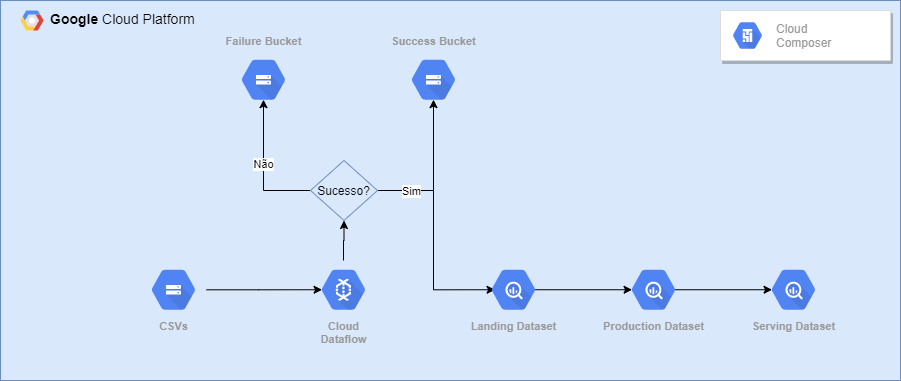 Google Cloud Platform
Failure Bucket
Success Bucket
Cloud
Composer
Não
Sucesso?
Sim
CSVs
Cloud
Dataflow
Landing Dataset
Production Dataset
Serving Dataset